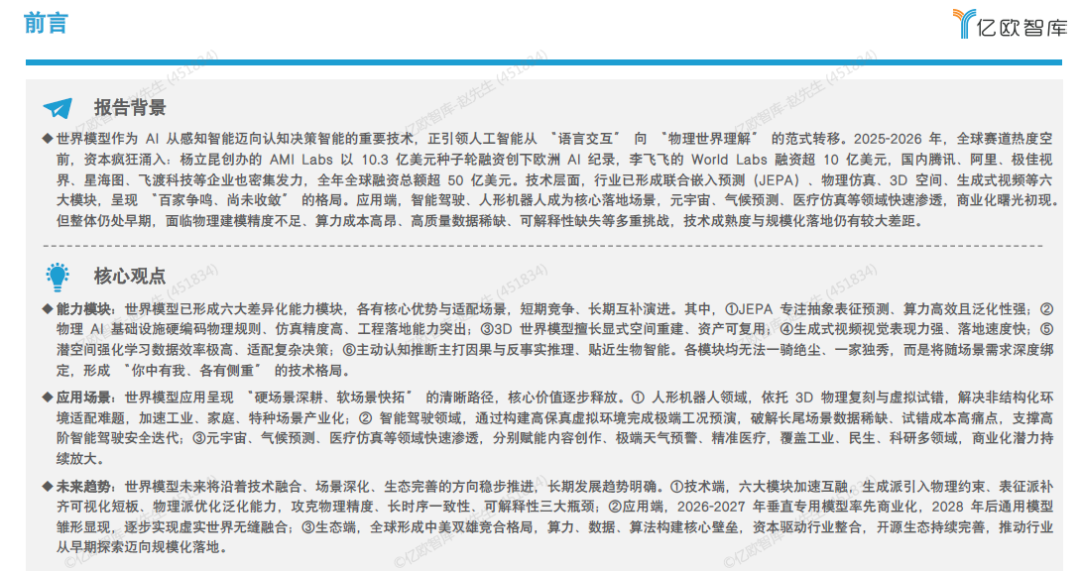 前言
亿欧智库
报告背景
◆世界模型作为 AI 从感知智能迈向认知决策智能的重要技术，正引领人工智能从 “语言交互” 向 “物理世界理解” 的范式转移。2025-2026 年，全球赛道热度空
前，资本疯狂涌入：杨立昆创办的 AMI Labs 以 10.3 亿美元种子轮融资创下欧洲 AI 纪录，李飞飞的 World Labs 融资超 10 亿美元，国内腾讯、阿里、极佳视
界、星海图、飞渡科技等企业也密集发力，全年全球融资总额超 50 亿美元。技术层面，行业已形成联合嵌入预测（JEPA）、物理仿真、3D 空间、生成式视频等六
大模块，呈现 “百家争鸣、尚未收敛” 的格局。应用端，智能驾驶、人形机器人成为核心落地场景，元宇宙、气候预测、医疗仿真等领域快速渗透，商业化曙光初现。
但整体仍处早期，面临物理建模精度不足、算力成本高昂、高质量数据稀缺、可解释性缺失等多重挑战，技术成熟度与规模化落地仍有较大差距。
核心观点
◆能力模块：世界模型已形成六大差异化能力模块，各有核心优势与适配场景，短期竞争、长期互补演进。其中，①JEPA 专注抽象表征预测、算力高效且泛化性强；②
物理 AI 基础设施硬编码物理规则、仿真精度高、工程落地能力突出；③3D 世界模型擅长显式空间重建、资产可复用；④生成式视频视觉表现力强、落地速度快；⑤
潜空间强化学习数据效率极高、适配复杂决策；⑥主动认知推断主打因果与反事实推理、贴近生物智能。各模块均无法一骑绝尘、一家独秀，而是将随场景需求深度绑
定，形成 “你中有我、各有侧重” 的技术格局。
◆应用场景：世界模型应用呈现 “硬场景深耕、软场景快拓” 的清晰路径，核心价值逐步释放。① 人形机器人领域，依托 3D 物理复刻与虚拟试错，解决非结构化环
境适配难题，加速工业、家庭、特种场景产业化；② 智能驾驶领域，通过构建高保真虚拟环境完成极端工况预演，破解长尾场景数据稀缺、试错成本高痛点，支撑高
阶智能驾驶安全迭代；③元宇宙、气候预测、医疗仿真等领域快速渗透，分别赋能内容创作、极端天气预警、精准医疗，覆盖工业、民生、科研多领域，商业化潜力持
续放大。
◆未来趋势：世界模型未来将沿着技术融合、场景深化、生态完善的方向稳步推进，长期发展趋势明确。①技术端，六大模块加速互融，生成派引入物理约束、表征派补
齐可视化短板、物理派优化泛化能力，攻克物理精度、长时序一致性、可解释性三大瓶颈；②应用端，2026-2027 年垂直专用模型率先商业化，2028 年后通用模型
雏形显现，逐步实现虚实世界无缝融合；③生态端，全球形成中美双雄竞合格局，算力、数据、算法构建核心壁垒，资本驱动行业整合，开源生态持续完善，推动行业
从早期探索迈向规模化落地。
©亿欧智库-赵先生 (451834)